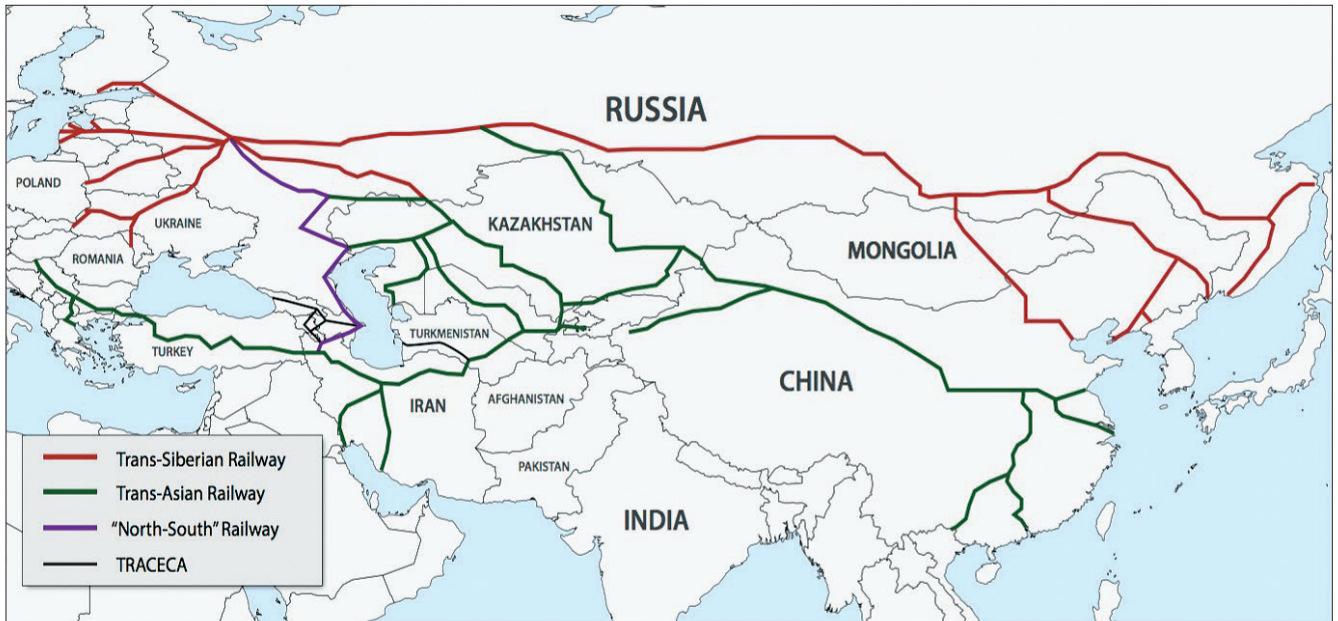 RUSSIA
POLAND
UKRAINE
KAZAKHSTAN
MONGOLIA
ROMANIA
TURKMENISTAN
TURKEY
CHINA
IRAN
AFGHANISTAN
PAKISTAN
INDIA
Trans-Siberian Railway
Trans-Asian Railway
“North-South” Railway
TRACECA